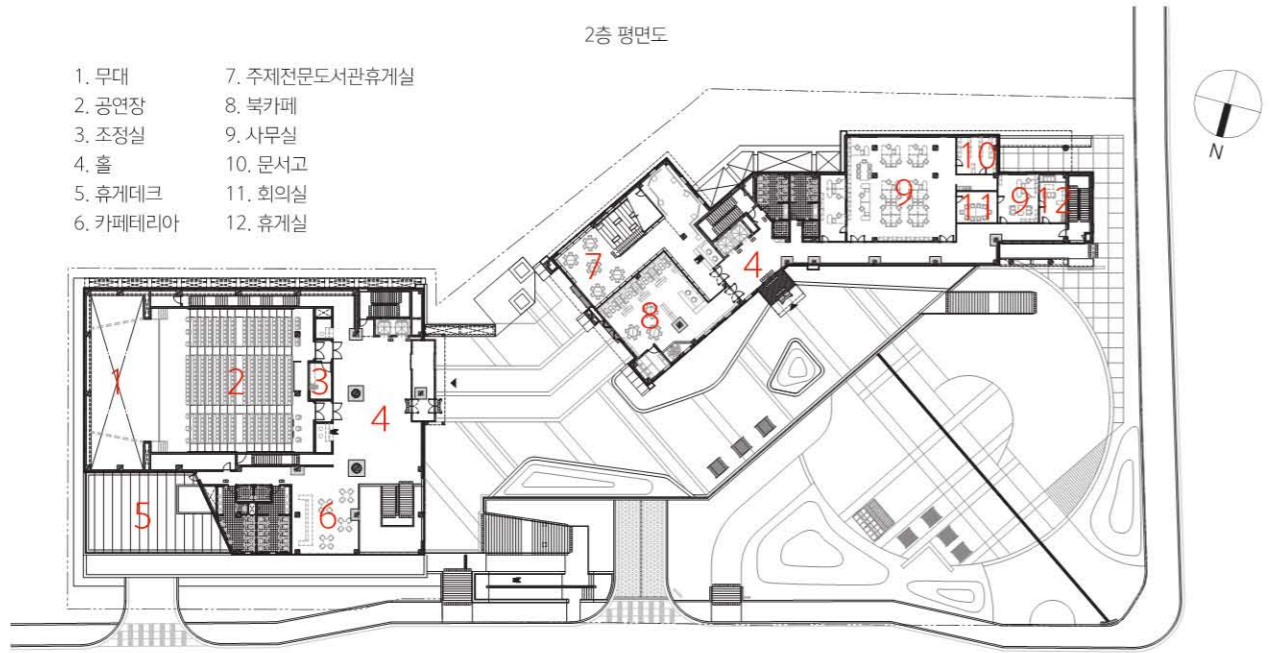 2층 평면도
1. 무대
2. 공연장
3. 조정실
4. 홀
5. 휴게데크
6. 카페테리아
7. 주제전문도서관휴게실
8. 북카페
9. 사무실
10. 문서고
11. 회의실
12. 휴게실
N
10
9
11
9
12
7
4
8
1
2
3
4
5
6